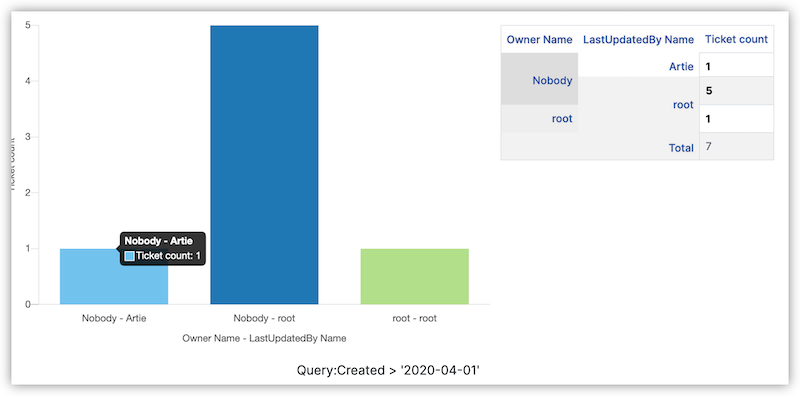 5
4
3
2
1
0
Ticket count
Nobody - Artie
Ticket count: 1
Nobody - Artie
Nobody - root
root - root
Owner Name - LastUpdatedBy Name
Owner Name LastUpdatedBy Name Ticket count
Nobody Artie 1
root 5
root 1
Total 7
Query:Created > '2020-04-01'